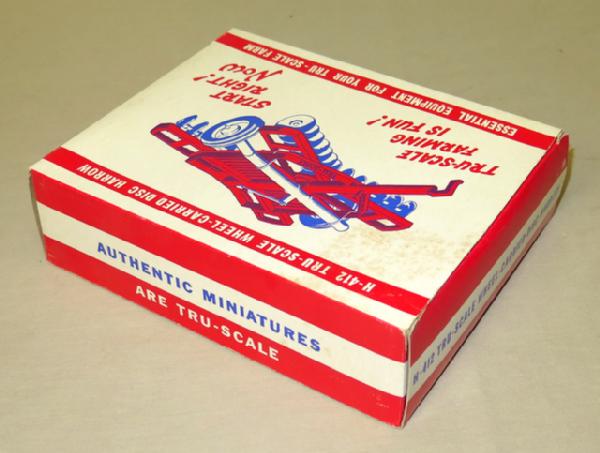 ESSENTIAL EQUIPMENT FOR YOUR TRU-SCALE FARM
START
RIGHT!
NOW
TRU-SCALE
FARMING
IS FUN!
H-412 TRU-SCALE WHEEL-CARRIED DISC HARROW
AUTHENTIC MINIATURES
ARE TRU-SCALE
H-412 TRU-SCALE WHEEL-CARRIED DISC HARROW